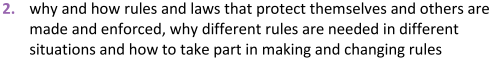 2. why and how rules and laws that protect themselves and others are
made and enforced, why different rules are needed in different
situations and how to take part in making and changing rules